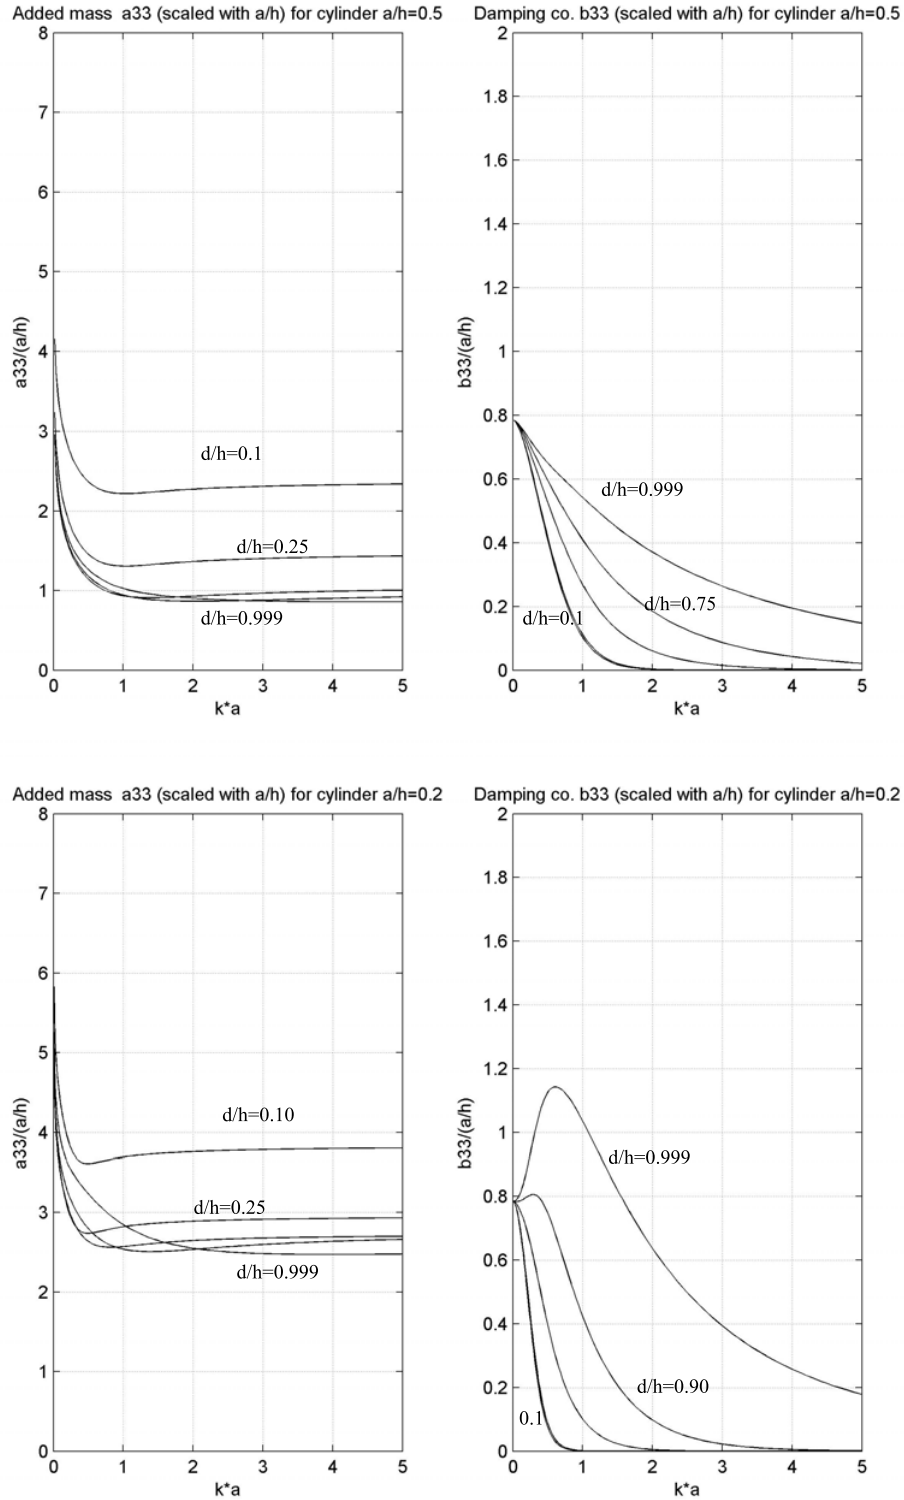 Added mass  a33 (scaled with a/h) for cylinder a/h=0.5
8
7
6
5
4
3
2
1
0
a33/(a/h)
d/h=0.1
d/h=0.25
d/h=0.999
0 1 2 3 4 5
k*a
Damping co. b33 (scaled with a/h) for cylinder a/h=0.5
2
1.8
1.6
1.4
1.2
1
0.8
0.6
0.4
0.2
0
b33/(a/h)
d/h=0.999
d/h=0.75
d/h=0.1
0 1 2 3 4 5
k*a
Added mass  a33 (scaled with a/h) for cylinder a/h=0.2
8
7
6
5
4
3
2
1
0
a33/(a/h)
d/h=0.10
d/h=0.25
d/h=0.999
0 1 2 3 4 5
k*a
Damping co. b33 (scaled with a/h) for cylinder a/h=0.2
2
1.8
1.6
1.4
1.2
1
0.8
0.6
0.4
0.2
0
b33/(a/h)
d/h=0.999
d/h=0.90
0.1
0 1 2 3 4 5
k*a